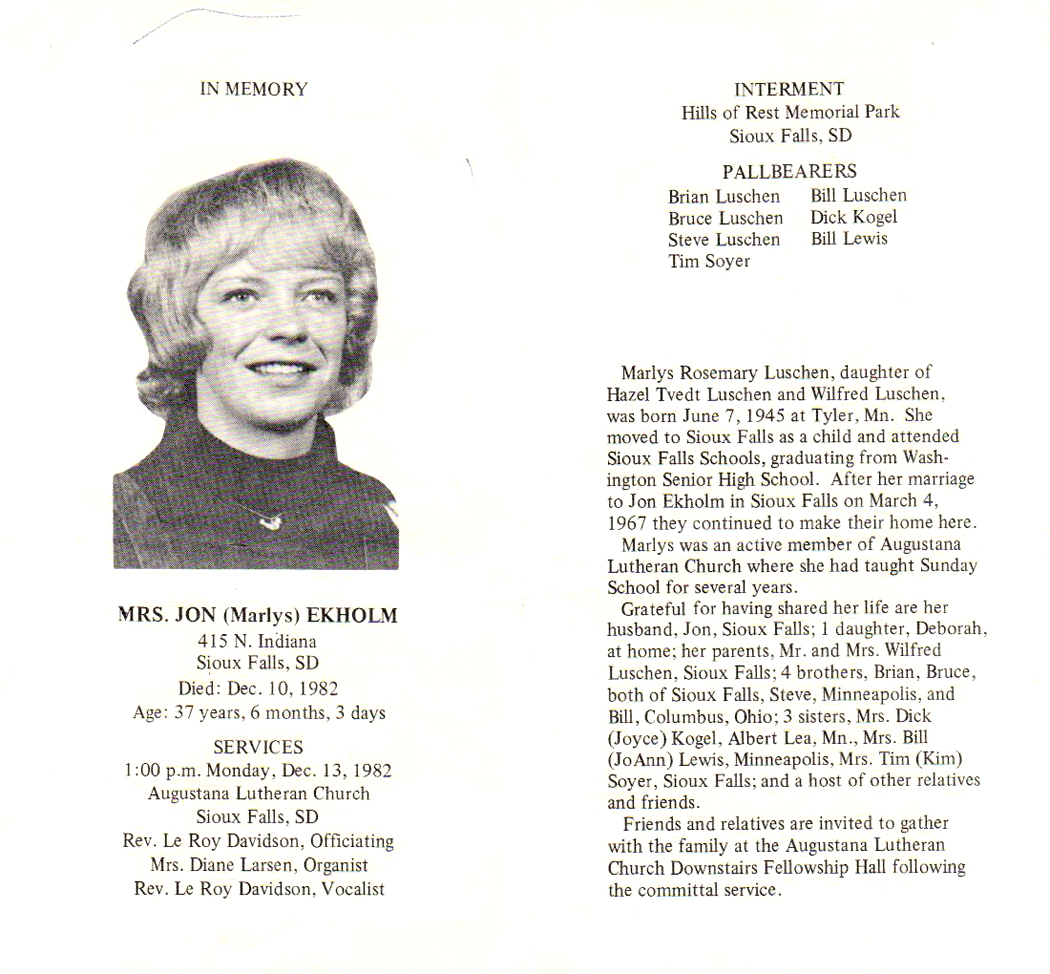 IN MEMORY
MRS. JON (Marlys) EKHOLM
415 N. Indiana
Sioux Falls, SD
Died: Dec. 10, 1982
Age: 37 years, 6 months, 3 days
SERVICES
1:00 p.m. Monday, Dec. 13, 1982
Augustana Lutheran Church
Sioux Falls, SD
Rev. Le Roy Davidson, Officiating
Mrs. Diane Larsen, Organist
Rev. Le Roy Davidson, Vocalist
INTERMENT
Hills of Rest Memorial Park
Sioux Falls, SD
PALLBEARERS
Brian Luschen Bill Luschen
Bruce Luschen Dick Kogel
Steve Luschen Bill Lewis
Tim Soyer
Marlys Rosemary Luschen, daughter of
Hazel Tvedt Luschen and Wilfred Luschen,
was born June 7, 1945 at Tyler, Mn. She
moved to Sioux Falls as a child and attended
Sioux Falls Schools, graduating from Wash-
ington Senior High School. After her marriage
to Jon Ekholm in Sioux Falls on March 4,
1967 they continued to make their home here.
Marlys was an active member of Augustana
Lutheran Church where she had taught Sunday
School for several years.
Grateful for having shared her life are her
husband, Jon, Sioux Falls; 1 daughter, Deborah,
at home; her parents, Mr. and Mrs. Wilfred
Luschen, Sioux Falls; 4 brothers, Brian, Bruce,
both of Sioux Falls, Steve, Minneapolis, and
Bill, Columbus, Ohio; 3 sisters, Mrs. Dick
(Joyce) Kogel, Albert Lea, Mn., Mrs. Bill
(JoAnn) Lewis, Minneapolis, Mrs. Tim (Kim)
Soyer, Sioux Falls; and a host of other relatives
and friends.
Friends and relatives are invited to gather
with the family at the Augustana Lutheran
Church Downstairs Fellowship Hall following
the committal service.